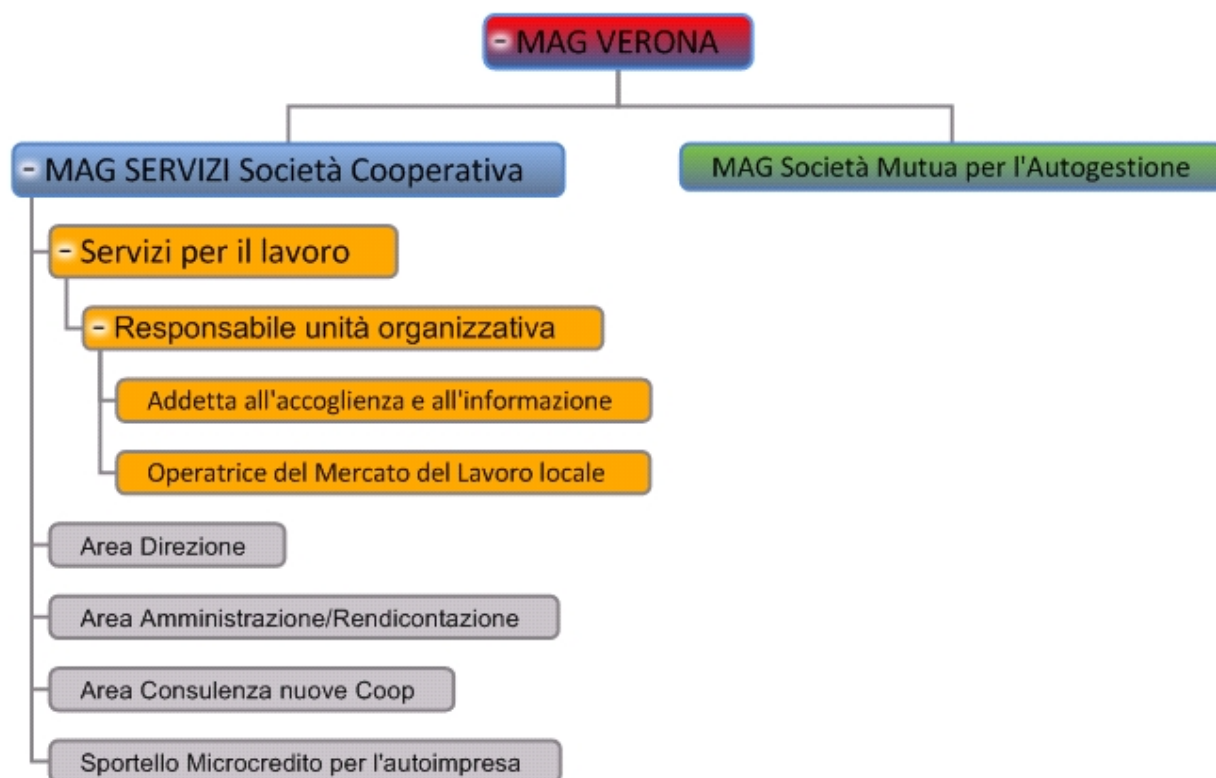 MAG VERONA
MAG SERVIZI Società Cooperativa
MAG Società Mutua per l'Autogestione
Servizi per il lavoro
Responsabile unità organizzativa
Addetta all'accoglienza e all'informazione
Operatrice del Mercato del Lavoro locale
Area Direzione
Area Amministrazione/Rendicontazione
Area Consulenza nuove Coop
Sportello Microcredito per l'autoimpresa